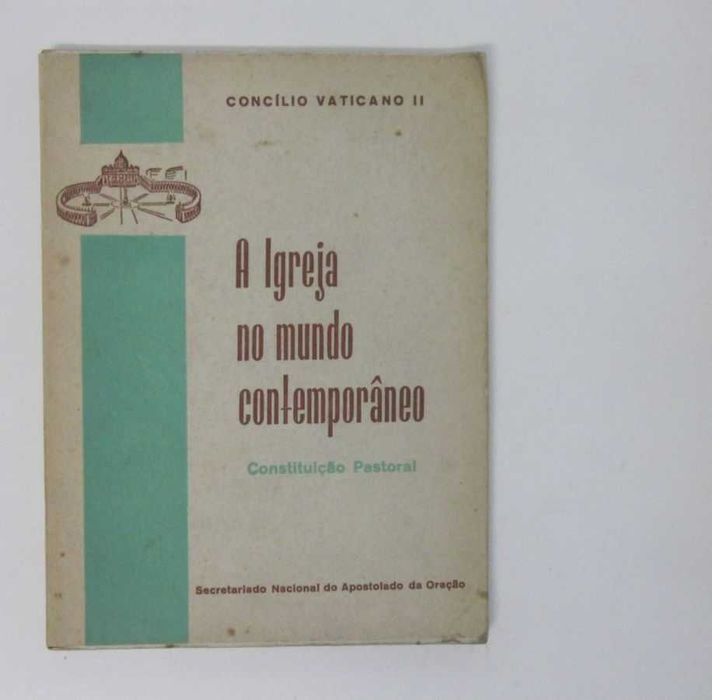 CONCÍLIO VATICANO II
A Igreja
no mundo
contemporâneo
Constituição Pastoral
Secretariado Nacional do Apostolado da Oração